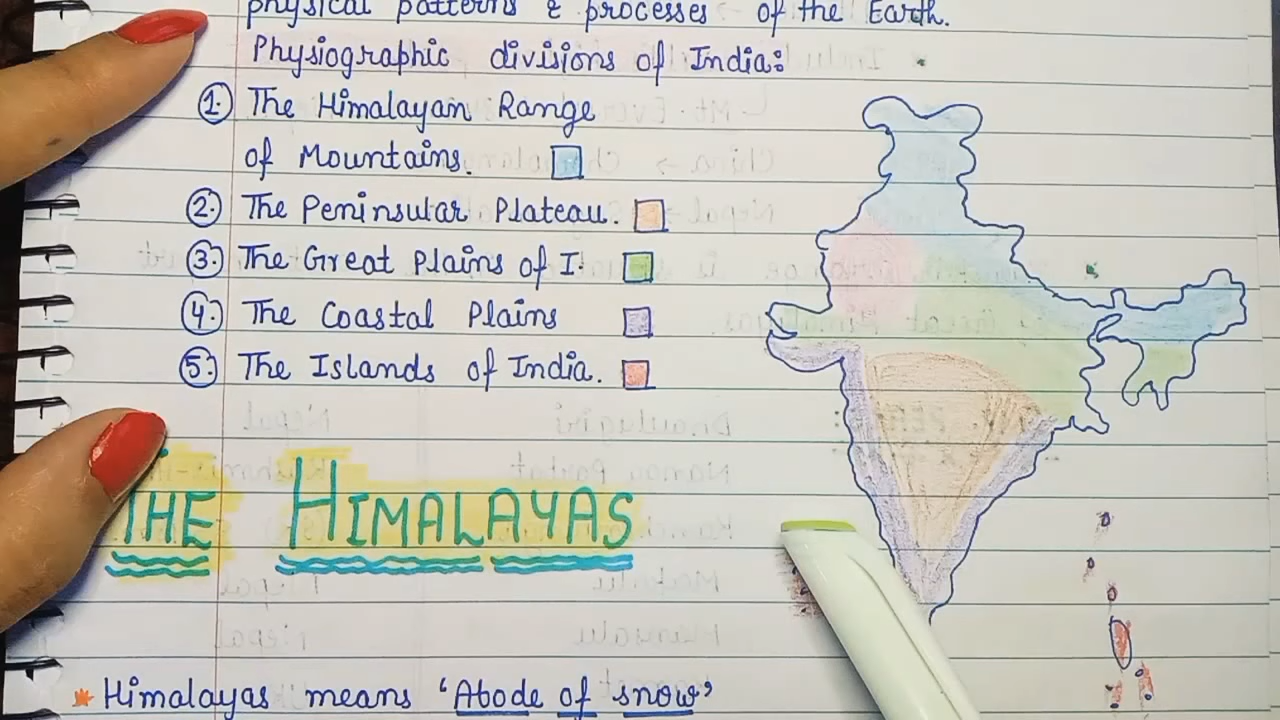 physical patterns & processes of the Earth.
Physiographic divisions of India:
1. The Himalayan Range
of Mountains.
2. The Peninsular Plateau.
3. The Great Plains of I.
4. The Coastal Plains
5. The Islands of India.
THE HIMALAYAS
Himalayas means 'Abode of snow'